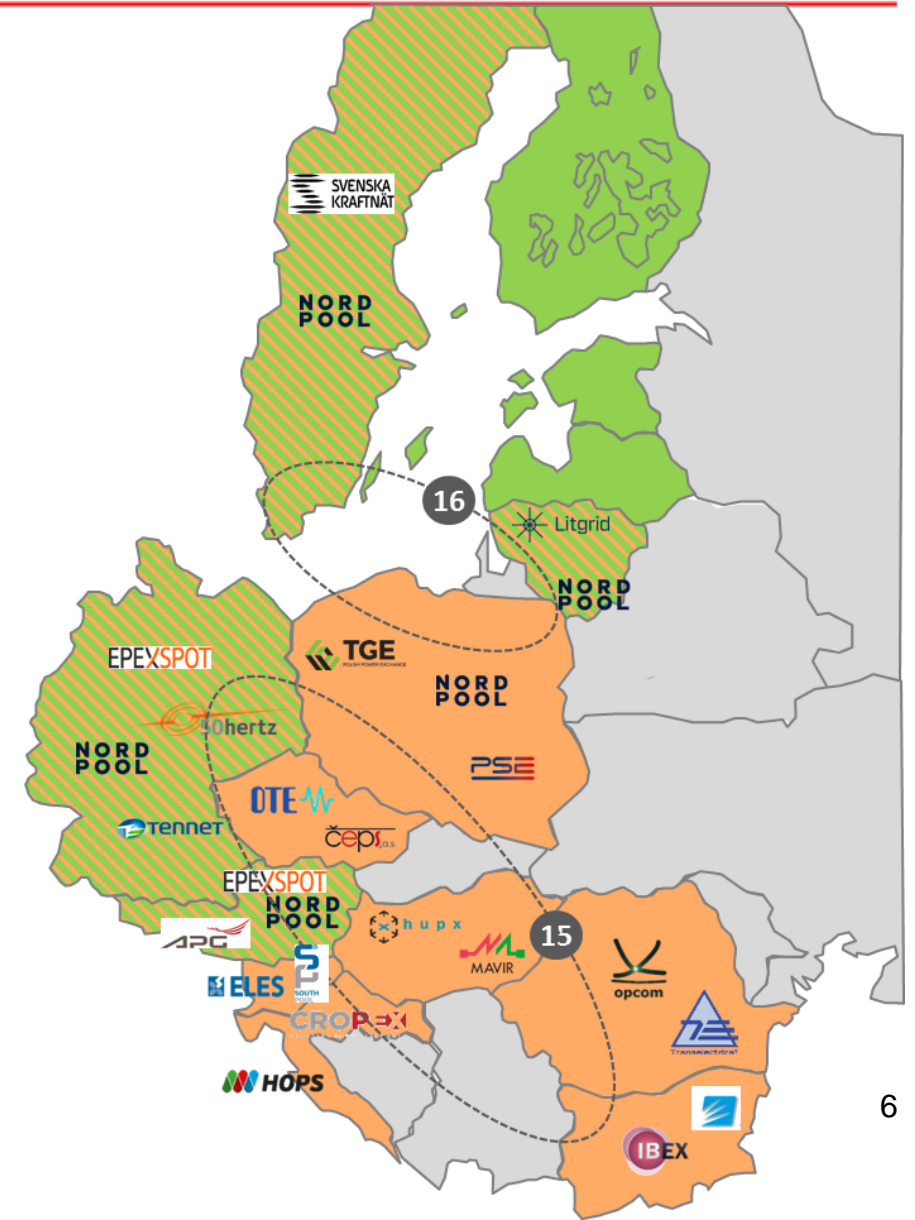 SVENSKA
KRAFTNÄT
NORD
POOL
16
Litgrid
NORD
POOL
EPEXSPOT
TGE
POLISH POWER EXCHANGE
NORD
POOL
50hertz
NORD
POOL
PSE
OTE
TENNET
čeps,a.s.
EPEXSPOT
NORD
POOL
hupx
15
APG
MAVIR
ELES
SP
SOUTH
POOL
opcom
CROPEX
Transelectrica
HOPS
6
IBEX